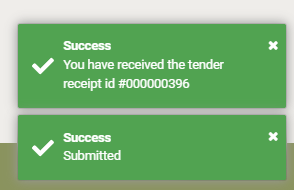 Success
You have received the tender
receipt id #000000396
Success
Submitted